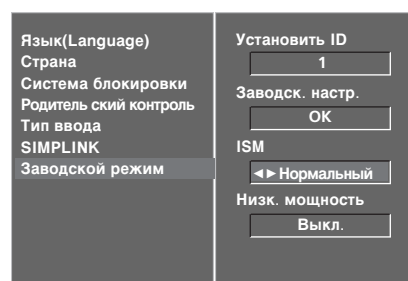 Язык(Language)
Страна
Система блокировки
Родитель ский контроль
Тип ввода
SIMPLINK
Заводской режим
Установить ID
1
Заводск. настр.
ОК
ISM
◄► Нормальный
Низк. мощность
Выкл.